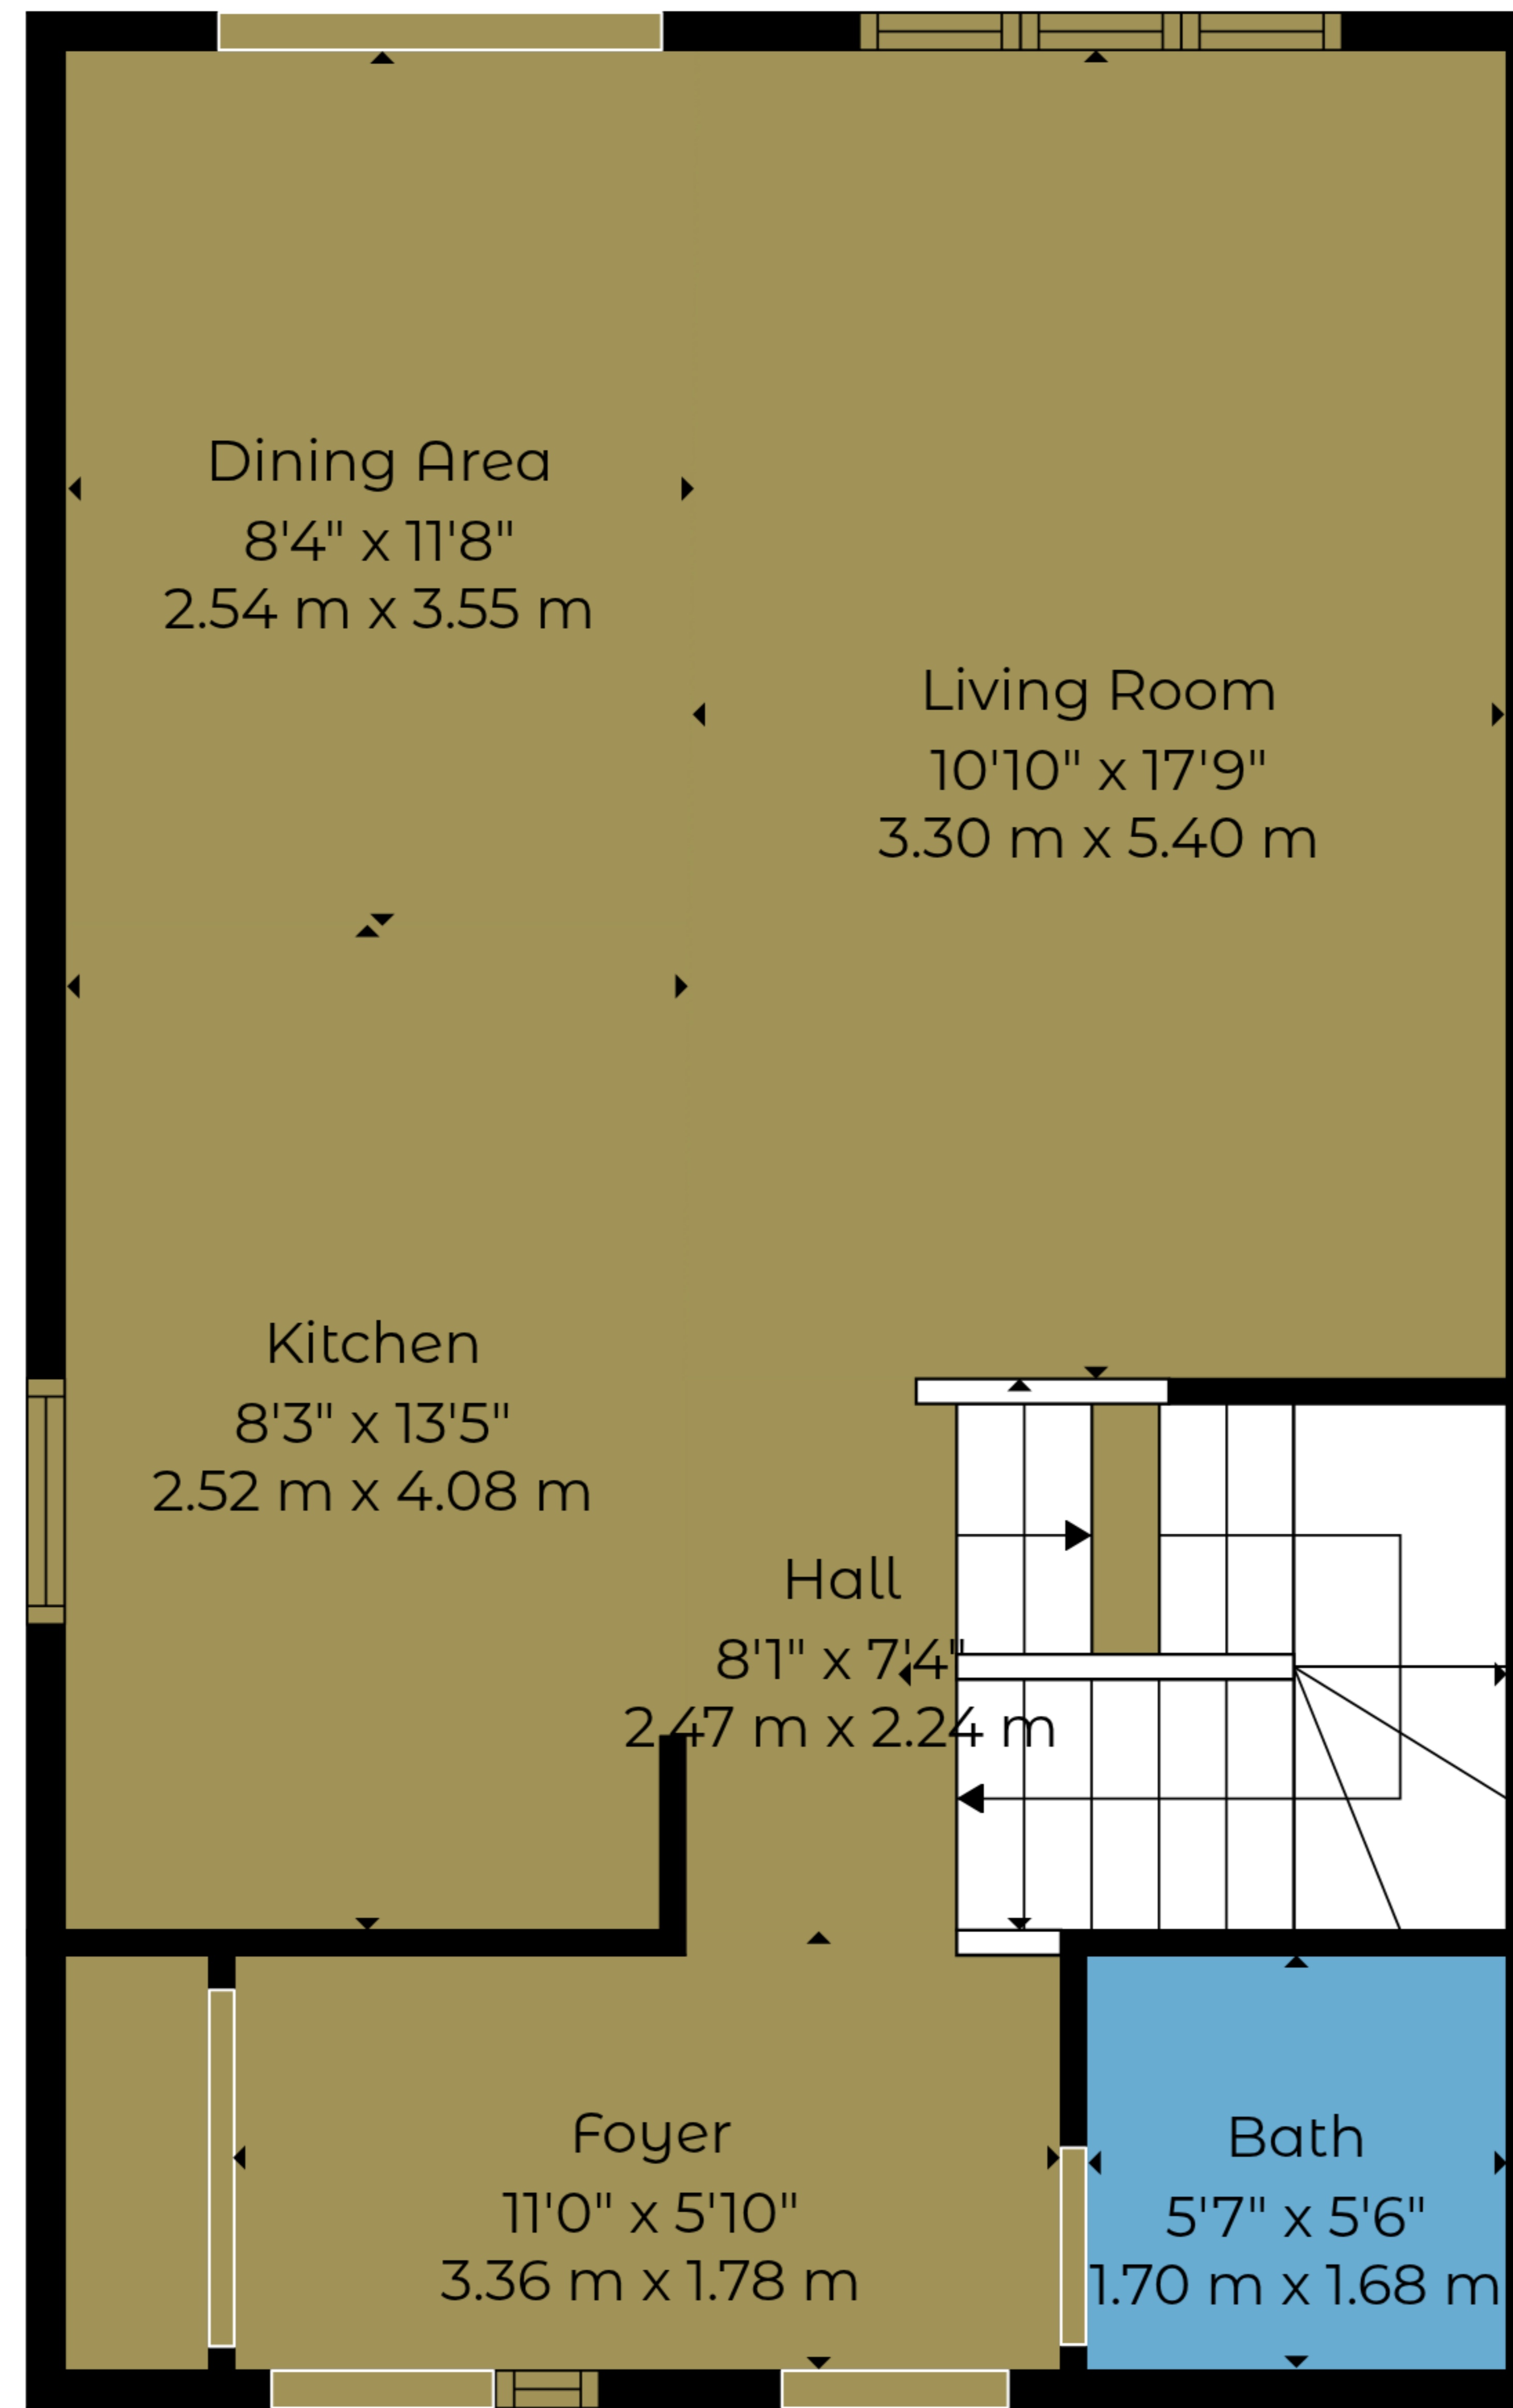 Dining Area
8'4" x 11'8"
2.54 m x 3.55 m
Living Room
10'10" x 17'9"
3.30 m x 5.40 m
Kitchen
8'3" x 13'5"
2.52 m x 4.08 m
Hall
8'1" x 7'4"
2.47 m x 2.24 m
Foyer
11'0" x 5'10"
3.36 m x 1.78 m
Bath
5'7" x 5'6"
1.70 m x 1.68 m